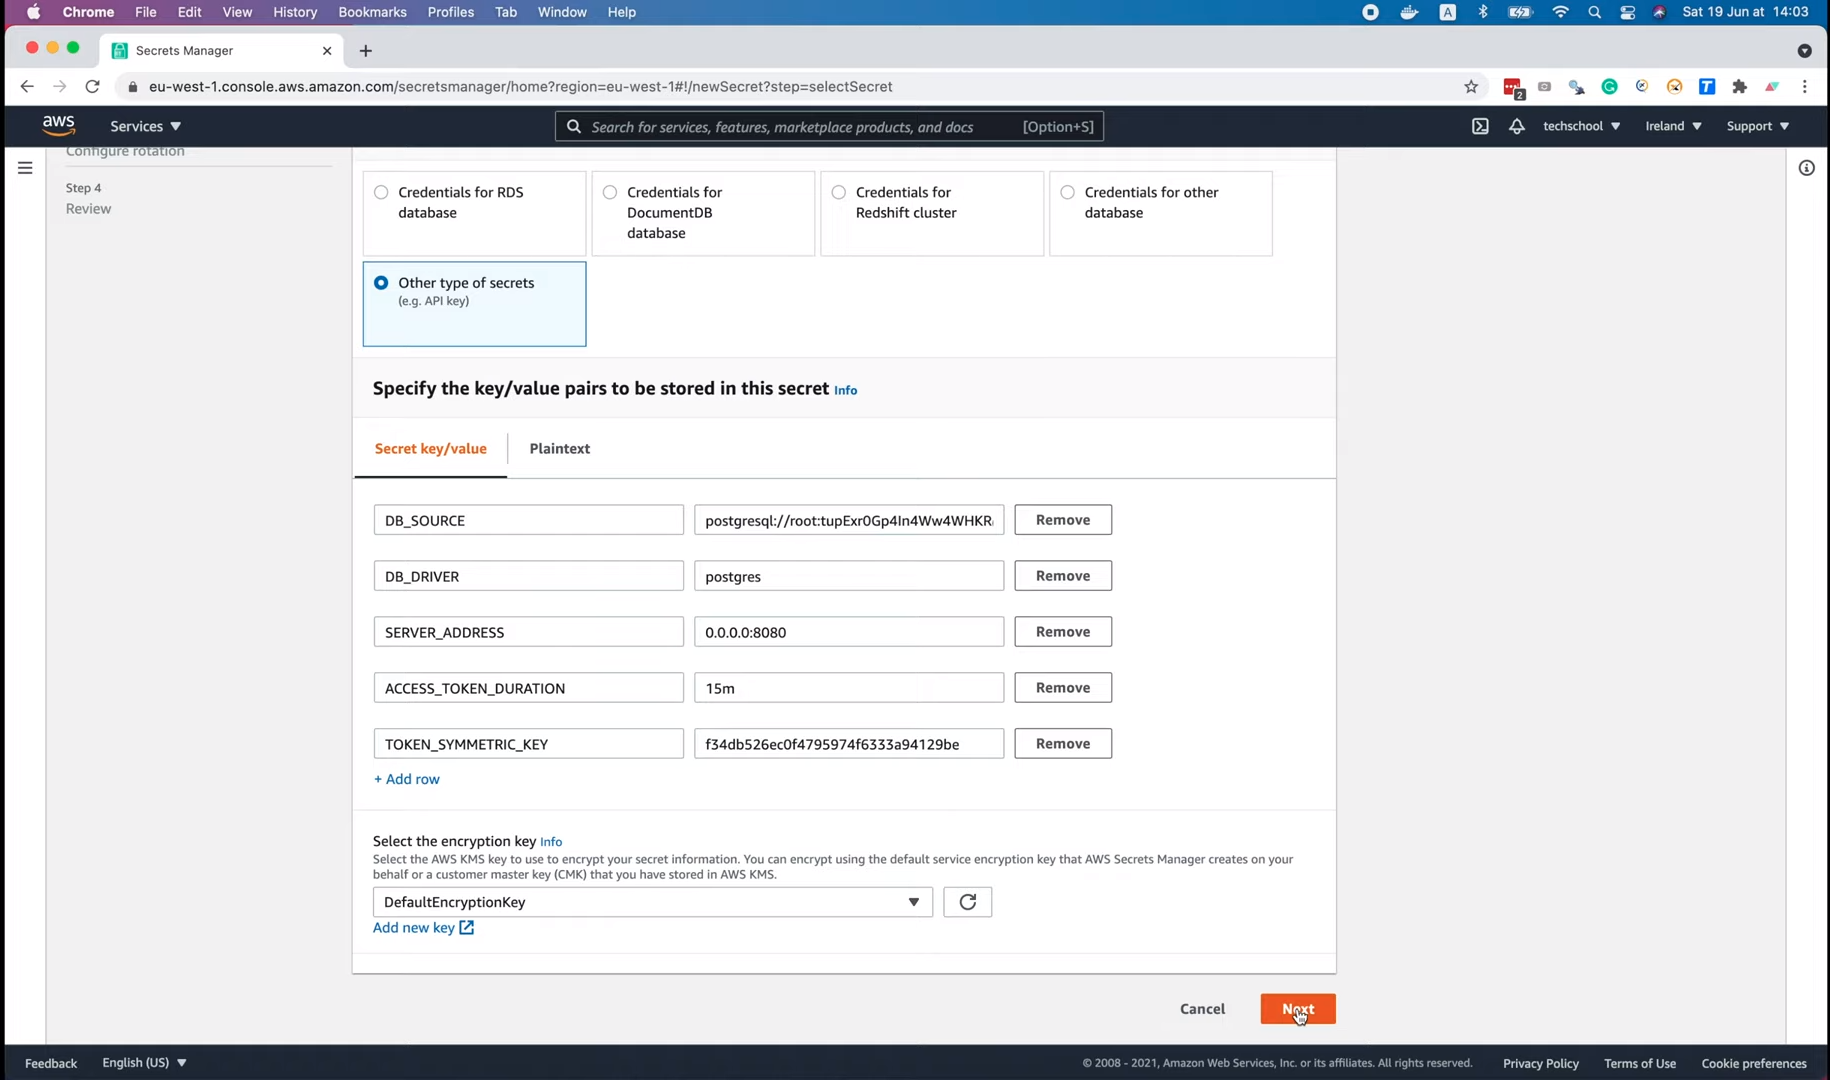 Chrome File Edit View History Bookmarks Profiles Tab Window Help A Sat 19 Jun at 14:03
Secrets Manager
eu-west-1.console.aws.amazon.com/secretsmanager/home?region=eu-west-1#!/newSecret?step=selectSecret
2
aws Services Search for services, features, marketplace products, and docs [Option+S] techschool Ireland Support
Configure rotation
Step 4
Review
Credentials for RDS
database
Credentials for
DocumentDB
database
Credentials for
Redshift cluster
Credentials for other
database
Other type of secrets
(e.g. API key)
Specify the key/value pairs to be stored in this secret Info
Secret key/value Plaintext
DB_SOURCE postgresql://root:tupExr0Gp4In4Ww4WHKR Remove
DB_DRIVER postgres Remove
SERVER_ADDRESS 0.0.0.0:8080 Remove
ACCESS_TOKEN_DURATION 15m Remove
TOKEN_SYMMETRIC_KEY f34db526ec0f4795974f6333a94129be Remove
+ Add row
Select the encryption key Info
Select the AWS KMS key to use to encrypt your secret information. You can encrypt using the default service encryption key that AWS Secrets Manager creates on your
behalf or a customer master key (CMK) that you have stored in AWS KMS.
DefaultEncryptionKey
Add new key
Cancel Next
Feedback English (US) © 2008 - 2021, Amazon Web Services, Inc. or its affiliates. All rights reserved. Privacy Policy Terms of Use Cookie preferences